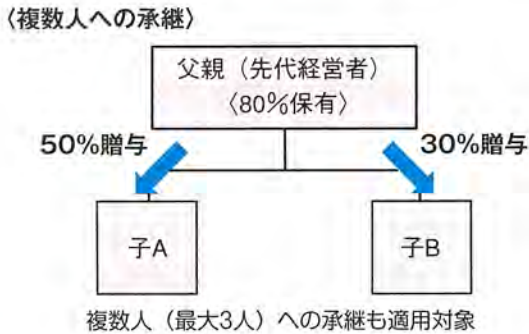 〈複数人への承継〉
父親（先代経営者）
〈80％保有〉
50％贈与
30％贈与
子A
子B
複数人（最大3人）への承継も適用対象